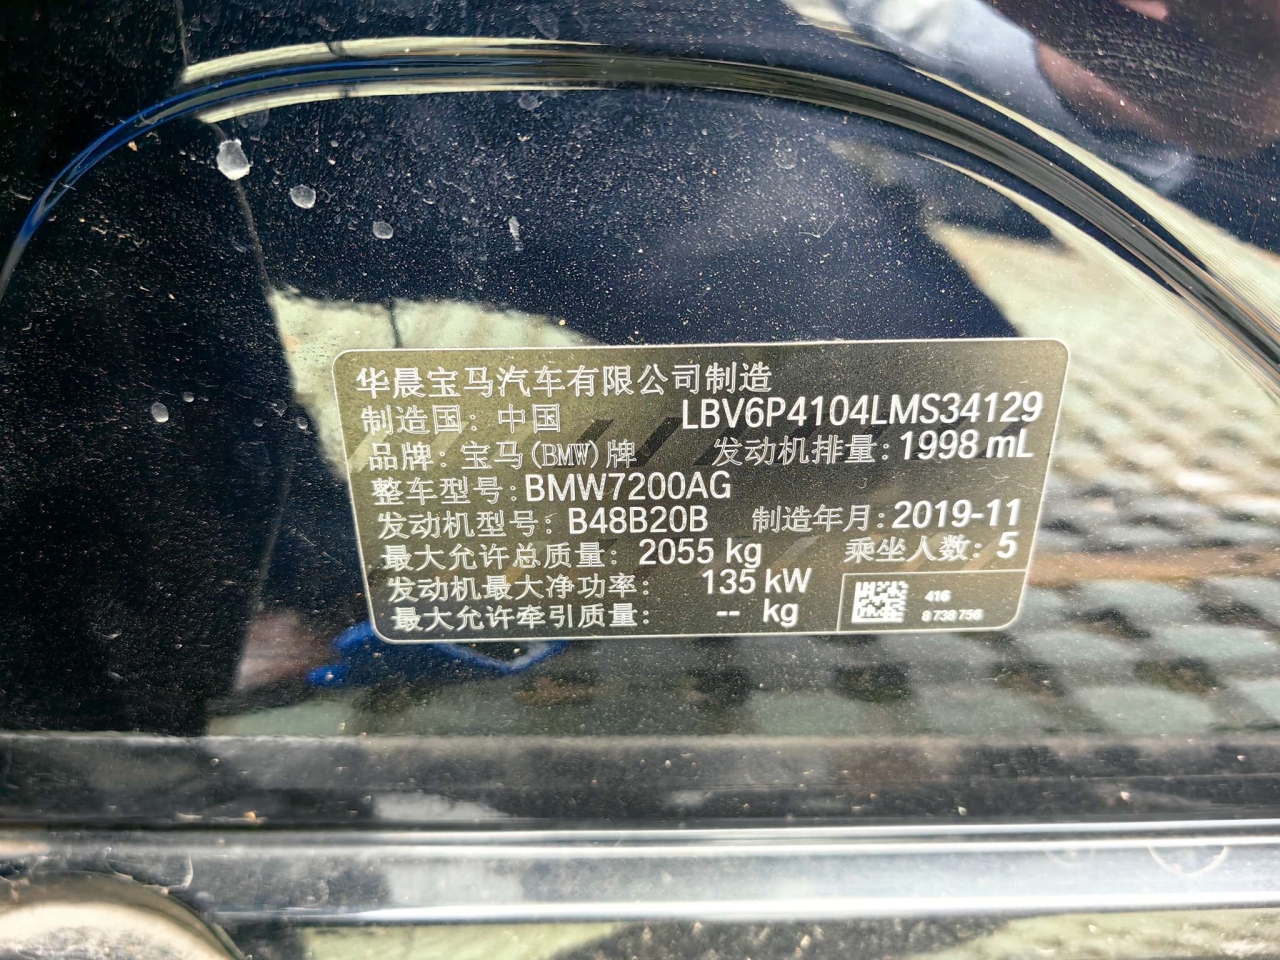 华晨宝马汽车有限公司制造
制造国：中国 LBV6P4104LMS34129
品牌：宝马(BMW)牌 发动机排量：1998 mL
整车型号：BMW7200AG
发动机型号：B48B20B 制造年月：2019-11
最大允许总质量：2055 kg 乘坐人数：5
发动机最大净功率：135 kW
最大允许牵引质量：-- kg
416
8 738 756